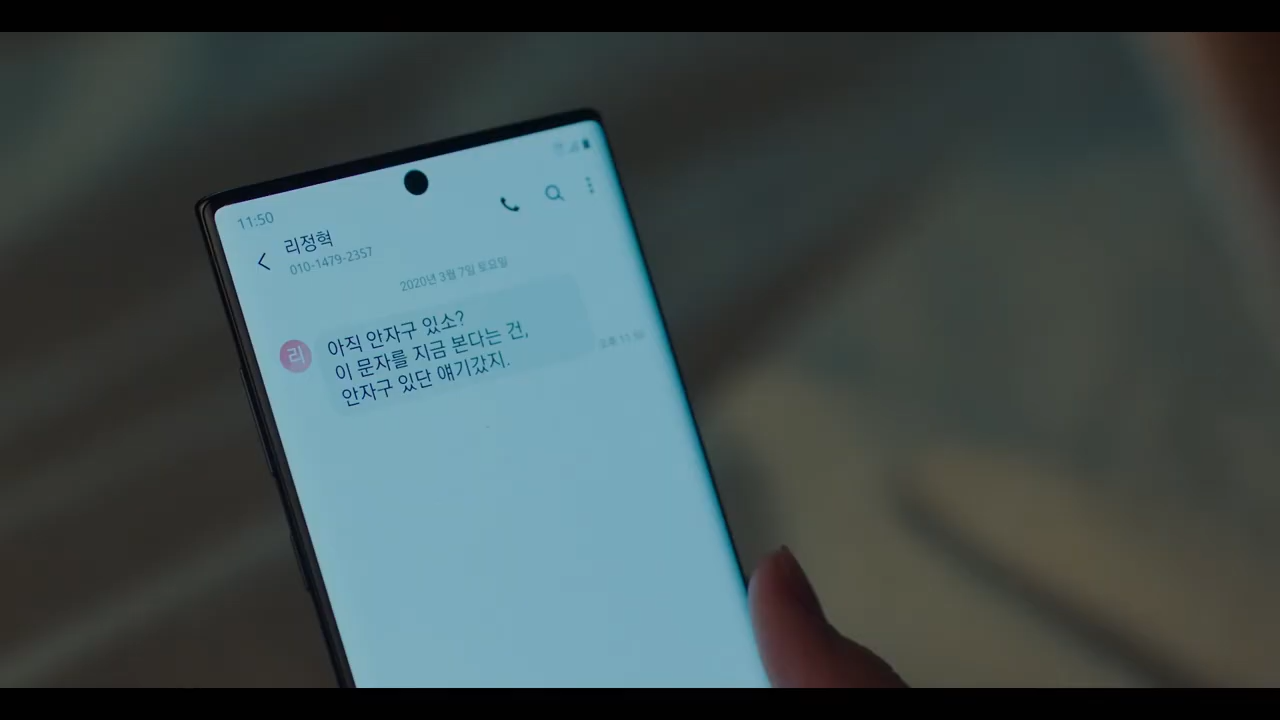 11:50
리정혁
010-1479-2357
2020년 3월 7일 토요일
리
아직 안자구 있소?
이 문자를 지금 본다는 건,
안자구 있단 얘기갔지.
오후 11:50